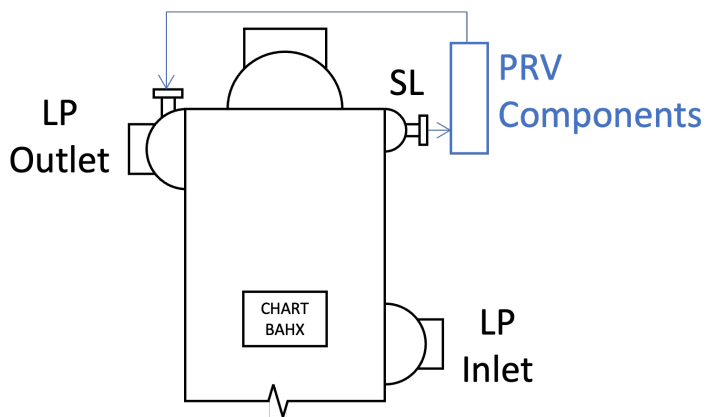 SL
PRV
Components
LP
Outlet
CHART
BAHX
LP
Inlet